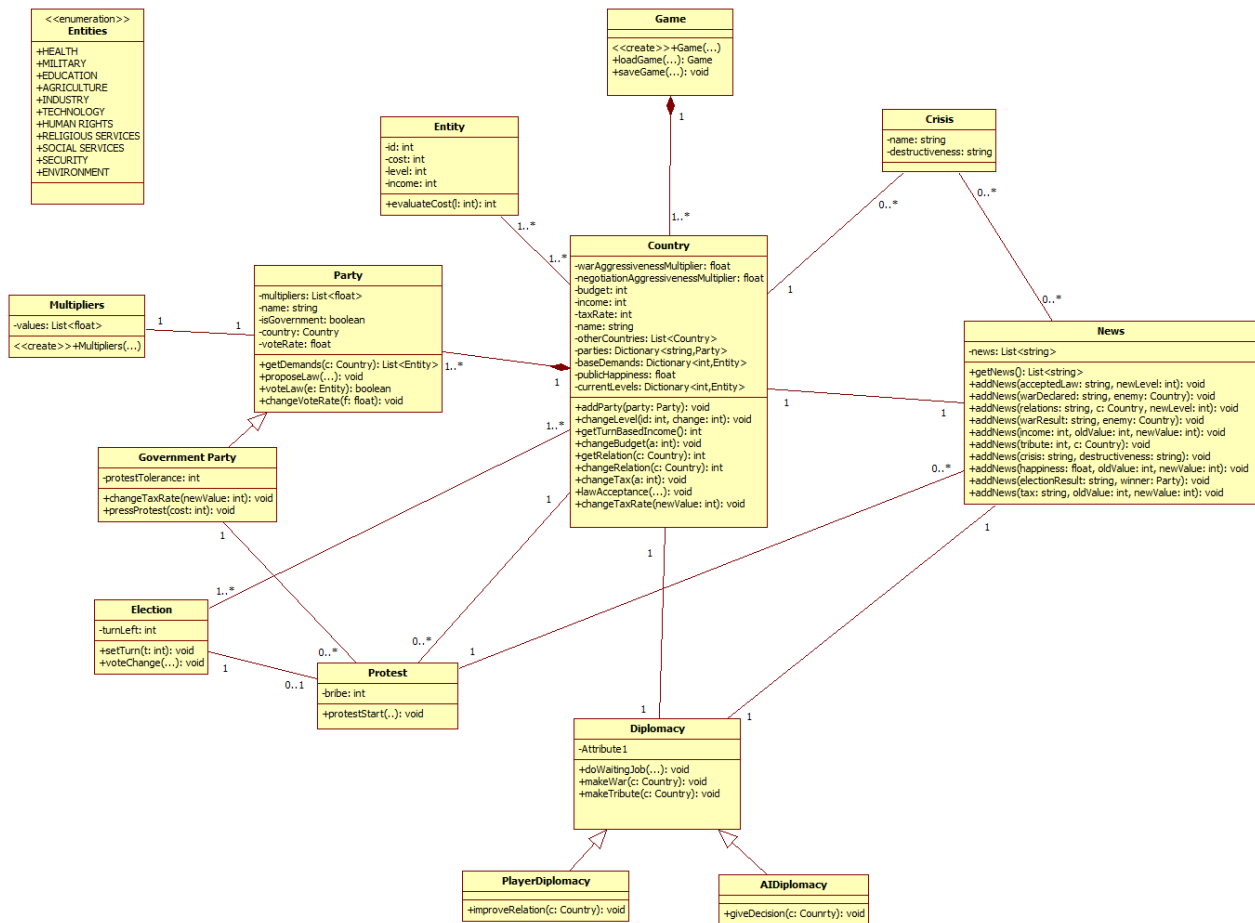 <<enumeration>>
Entities
+HEALTH
+MILITARY
+EDUCATION
+AGRICULTURE
+INDUSTRY
+TECHNOLOGY
+HUMAN RIGHTS
+RELIGIOUS SERVICES
+SOCIAL SERVICES
+SECURITY
+ENVIRONMENT
Game
<<create>>+Game(...)
+loadGame(...): Game
+saveGame(...): void
1
1..*
Entity
-id: int
-cost: int
-level: int
-income: int
+evaluateCost(l: int): int
1..*
1..*
Crisis
-name: string
-destructiveness: string
0..*
1
0..*
0..*
Country
-warAggressivenessMultiplier: float
-negotiationAggressivenessMultiplier: float
-budget: int
-income: int
-taxRate: int
-name: string
-otherCountries: List<Country>
-parties: Dictionary<string,Party>
-baseDemands: Dictionary<int,Entity>
-publicHappiness: float
-currentLevels: Dictionary<int,Entity>
+addParty(party: Party): void
+changeLevel(id: int, change: int): void
+getTurnBasedIncome(): int
+changeBudget(a: int): void
+getRelation(c: Country): int
+changeRelation(c: Country): int
+changeTax(a: int): void
+lawAcceptance(...): void
+changeTaxRate(newValue: int): void
Party
-multipliers: List<float>
-name: string
-isGovernment: boolean
-country: Country
-voteRate: float
+getDemands(c: Country): List<Entity>
+proposeLaw(...): void
+voteLaw(e: Entity): boolean
+changeVoteRate(f: float): void
1..*
1
Multipliers
-values: List<float>
<<create>>+Multipliers(...)
1
1
News
-news: List<string>
+getNews(): List<string>
+addNews(acceptedLaw: string, newLevel: int): void
+addNews(warDeclared: string, enemy: Country): void
+addNews(relations: string, c: Country, newLevel: int): void
+addNews(warResult: string, enemy: Country): void
+addNews(income: int, oldValue: int, newValue: int): void
+addNews(tribute: int, c: Country): void
+addNews(crisis: string, destructiveness: string): void
+addNews(happiness: float, oldValue: int, newValue: int): void
+addNews(electionResult: string, winner: Party): void
+addNews(tax: string, oldValue: int, newValue: int): void
1
1
0..*
1
Government Party
-protestTolerance: int
+changeTaxRate(newValue: int): void
+pressProtest(cost: int): void
1
0..*
1..*
1..*
1
0..*
Election
-turnLeft: int
+setTurn(t: int): void
+voteChange(...): void
1
0..1
Protest
-bribe: int
+protestStart(..): void
1
1
1
1
Diplomacy
-Attribute1
+doWaitingJob(...): void
+makeWar(c: Country): void
+makeTribute(c: Country): void
PlayerDiplomacy
+improveRelation(c: Country): void
AIDiplomacy
+giveDecision(c: Counrty): void